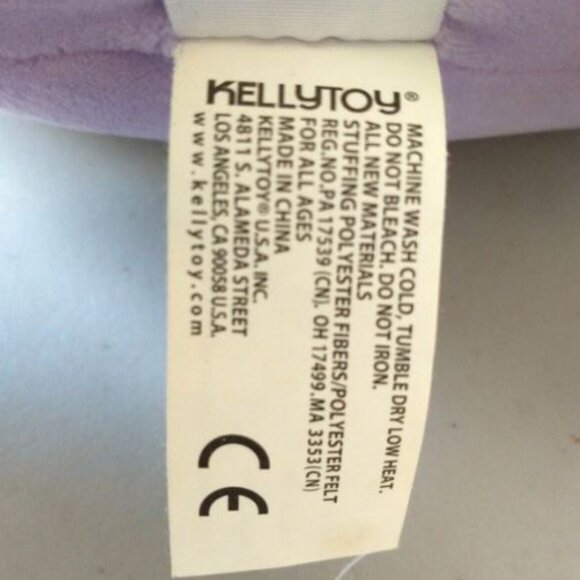 KELLYTOY®
MACHINE WASH COLD, TUMBLE DRY LOW HEAT.
DO NOT BLEACH. DO NOT IRON.
ALL NEW MATERIALS
STUFFING POLYESTER FIBERS/POLYESTER FELT
REG.NO.PA 17539 (CN). OH 17499.MA 3353(CN)
FOR ALL AGES
MADE IN CHINA
KELLYTOY® U.S.A. INC.
4811 S. ALAMEDA STREET
LOS ANGELES, CA 90058 U.S.A.
www.kellytoy.com
CE